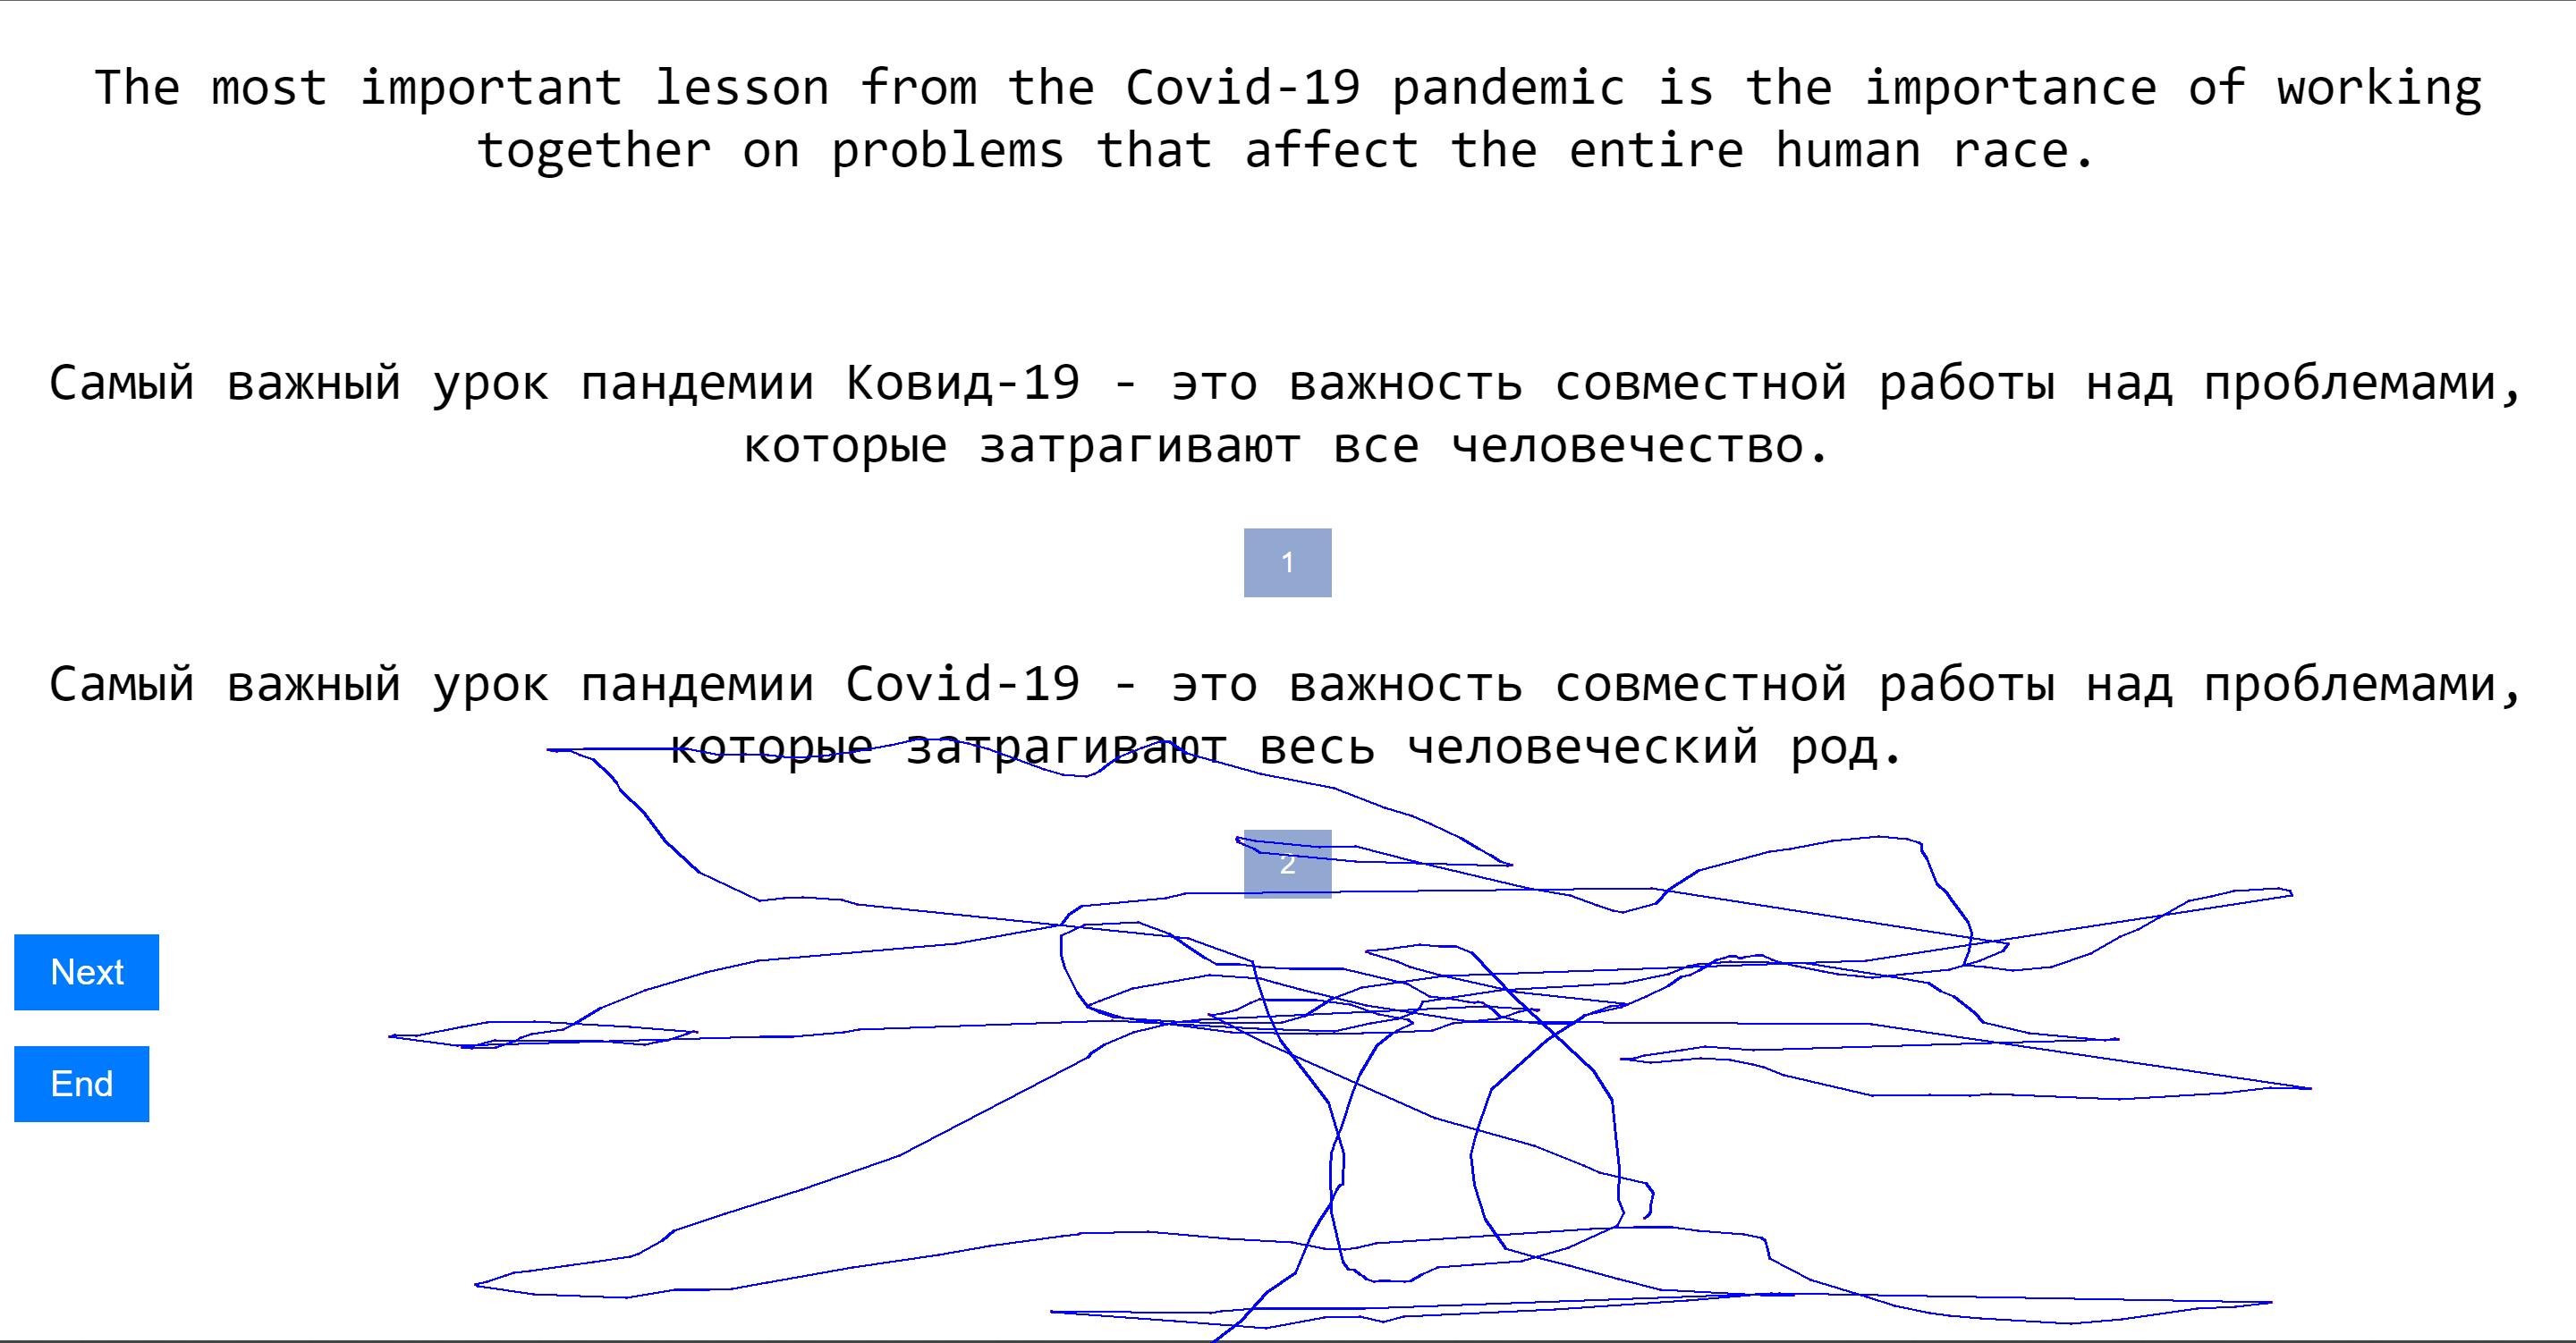 The most important lesson from the Covid-19 pandemic is the importance of working
together on problems that affect the entire human race.
Самый важный урок пандемии Ковид-19 - это важность совместной работы над проблемами,
которые затрагивают все человечество.
1
Самый важный урок пандемии Covid-19 - это важность совместной работы над проблемами,
которые затрагивают весь человеческий род.
2
Next
End